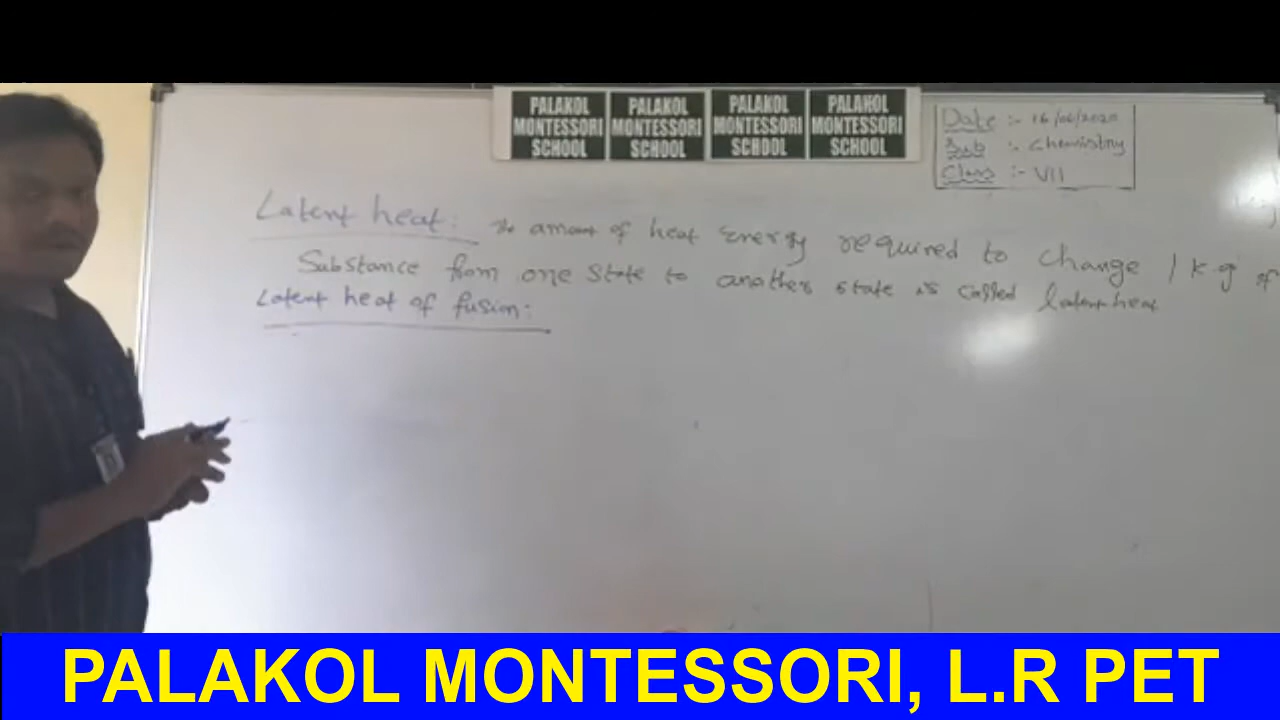 PALAKOL MONTESSORI SCHOOL
PALAKOL MONTESSORI SCHOOL
PALAKOL MONTESSORI SCHOOL
PALAKOL MONTESSORI SCHOOL
Date :- 16/06/2020
Sub :- Chemistry
Class :- VII
Latent heat: The amount of heat Energy required to change 1 kg of
Substance from one state to another state is called latent heat
Latent heat of fusion:
PALAKOL MONTESSORI, L.R PET